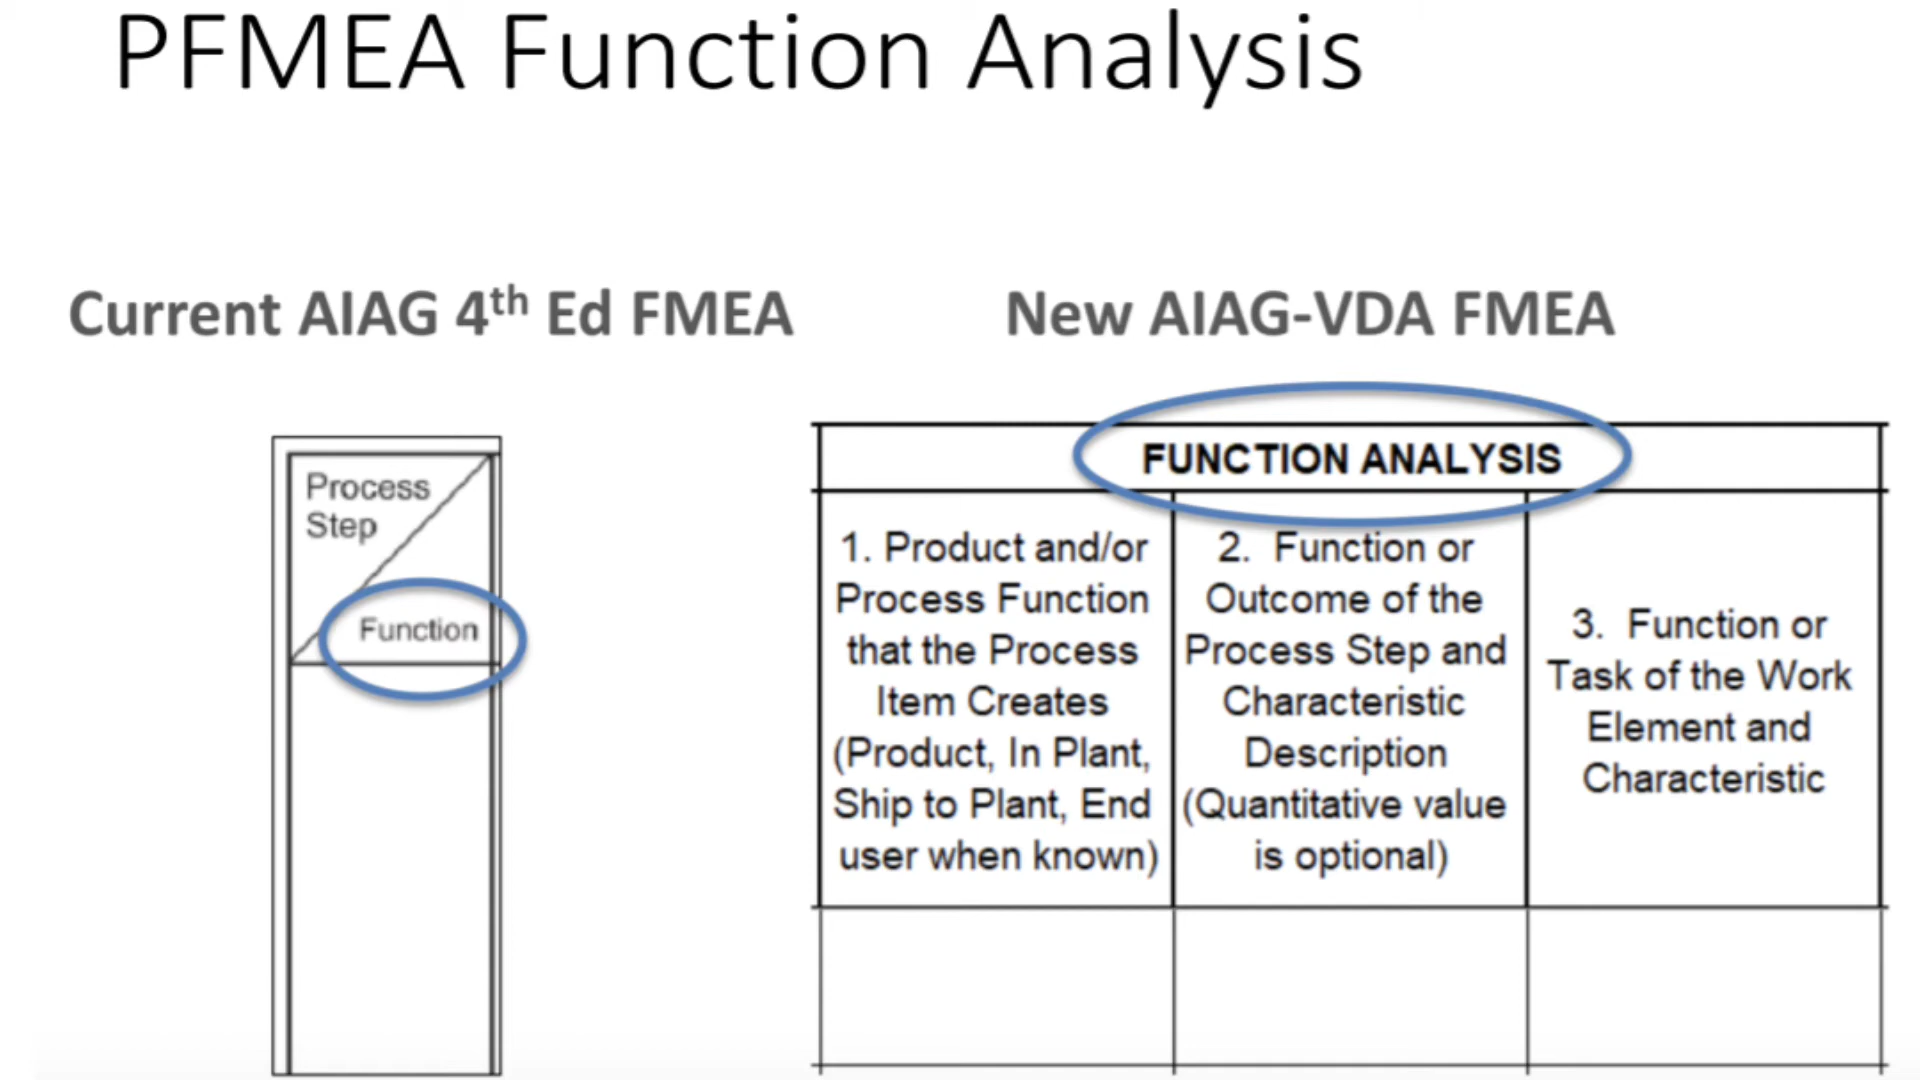 PFMEA Function Analysis
Current AIAG 4th Ed FMEA
New AIAG-VDA FMEA
Process
Step
Function
FUNCTION ANALYSIS
1. Product and/or
Process Function
that the Process
Item Creates
(Product, In Plant,
Ship to Plant, End
user when known)
2. Function or
Outcome of the
Process Step and
Characteristic
Description
(Quantitative value
is optional)
3. Function or
Task of the Work
Element and
Characteristic